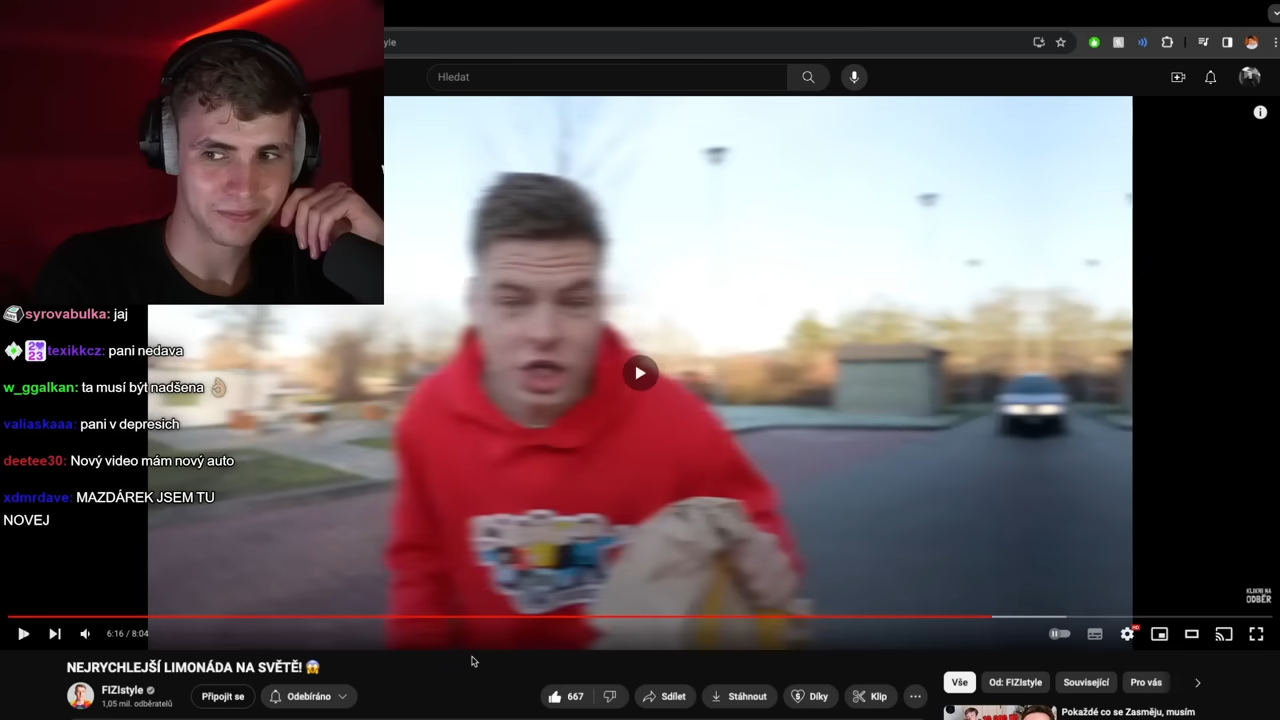 yle
Hledat
syrovabulka: jaj
texikkcz: pani nedava
w_ggalkan: ta musí být nadšena 👌🏼
valiaskaaa: pani v depresich
deetee30: Nový video mám nový auto
xdmrdave: MAZDÁREK JSEM TU
NOVEJ
KLIKNI NA
ODBĚR
6:16 / 8:04
HD
NEJRYCHLEJŠÍ LIMONÁDA NA SVĚTĚ! 😱
FIZIstyle
1,05 mil. odběratelů
Připojit se
Odebíráno
667
Sdílet
Stáhnout
Díky
Klip
Vše
Od: FIZIstyle
Související
Pro vás
Pokaždé co se Zasměju, musím